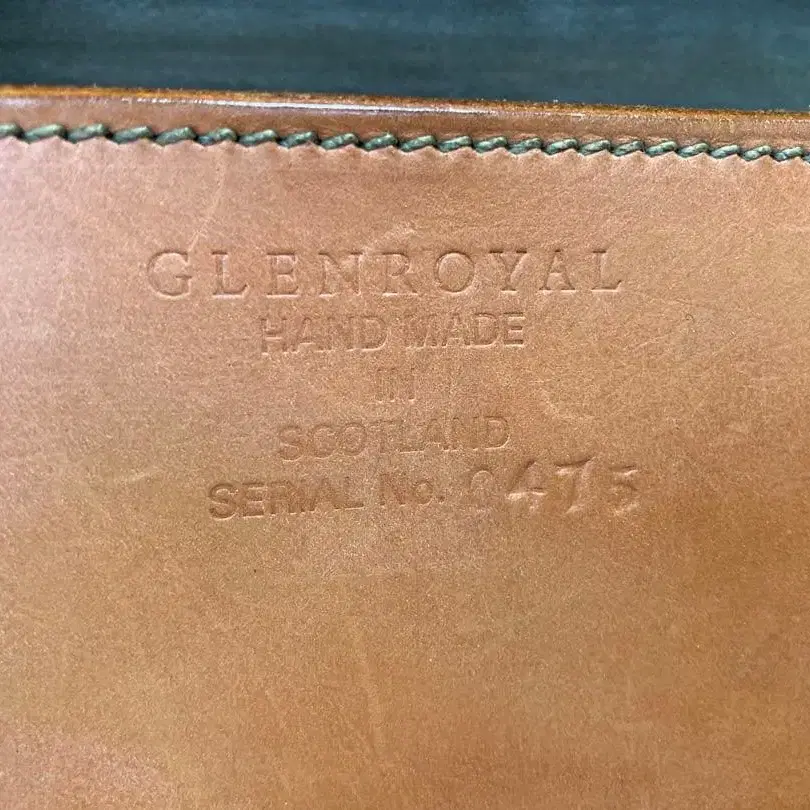 GLENROYAL
HAND MADE
IN
SCOTLAND
SERIAL No. 0475